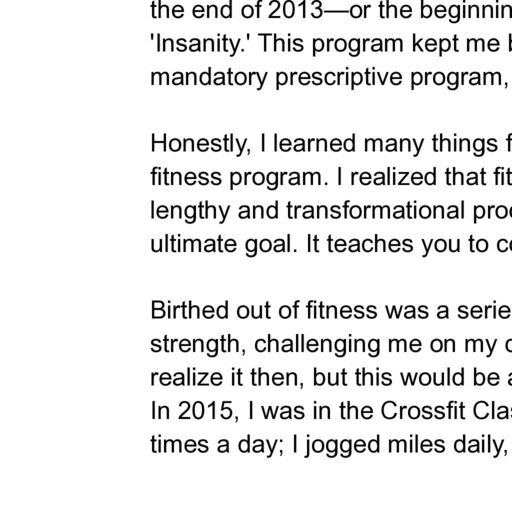 the end of 2013—or the beginnin
'Insanity.' This program kept me
mandatory prescriptive program,
Honestly, I learned many things
fitness program. I realized that fit
lengthy and transformational pro
ultimate goal. It teaches you to c
Birthed out of fitness was a serie
strength, challenging me on my
realize it then, but this would be a
In 2015, I was in the Crossfit Cla
times a day; I jogged miles daily,